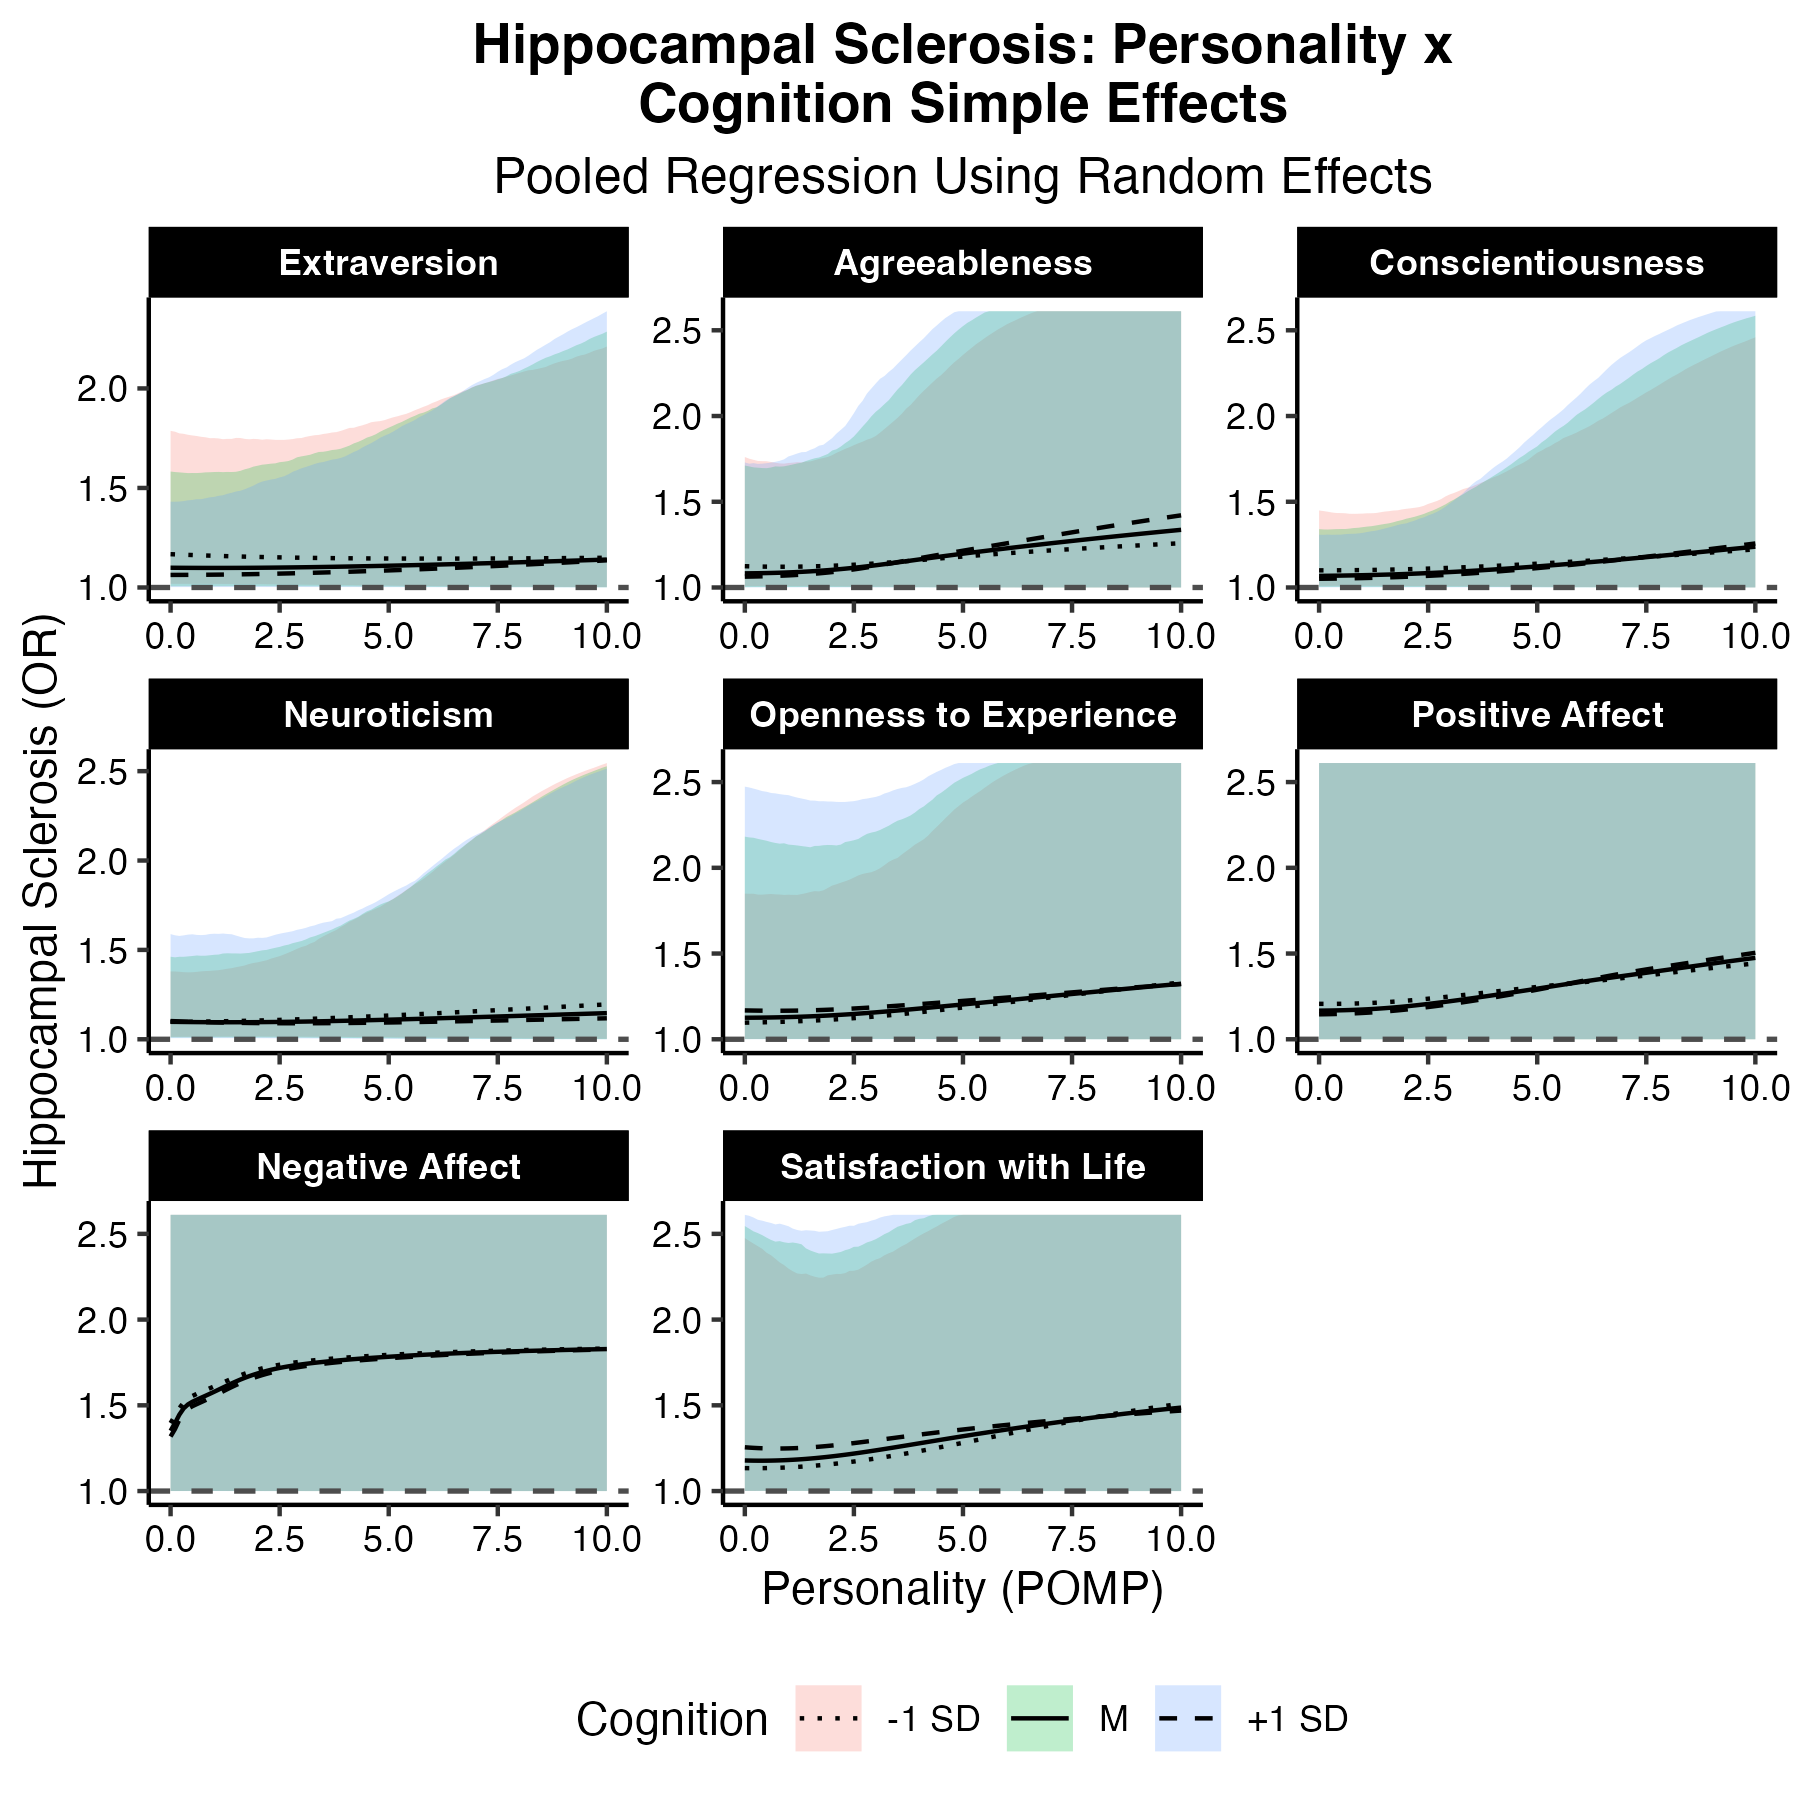 Hippocampal Sclerosis: Personality x
Cognition Simple Effects
Pooled Regression Using Random Effects
Hippocampal Sclerosis (OR)
Extraversion
2.0
1.5
1.0
0.0 2.5 5.0 7.5 10.0
Agreeableness
2.5
2.0
1.5
1.0
0.0 2.5 5.0 7.5 10.0
Conscientiousness
2.5
2.0
1.5
1.0
0.0 2.5 5.0 7.5 10.0
Neuroticism
2.5
2.0
1.5
1.0
0.0 2.5 5.0 7.5 10.0
Openness to Experience
2.5
2.0
1.5
1.0
0.0 2.5 5.0 7.5 10.0
Positive Affect
2.5
2.0
1.5
1.0
0.0 2.5 5.0 7.5 10.0
Negative Affect
2.5
2.0
1.5
1.0
0.0 2.5 5.0 7.5 10.0
Satisfaction with Life
2.5
2.0
1.5
1.0
0.0 2.5 5.0 7.5 10.0
Personality (POMP)
Cognition -1 SD M +1 SD